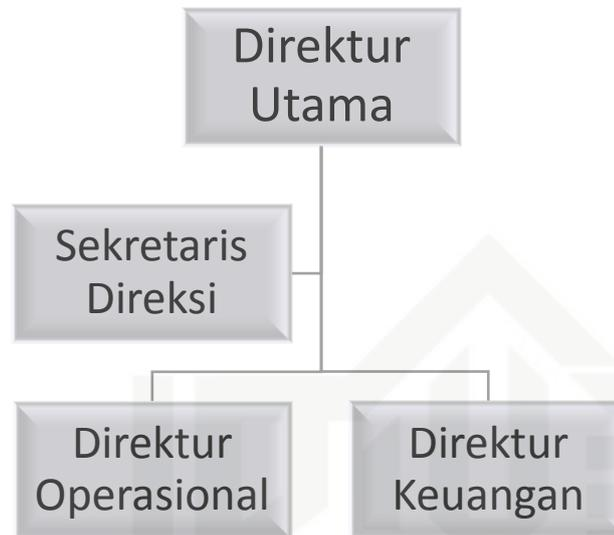 Direktur
Utama
Sekretaris
Direksi
Direktur
Operasional
Direktur
Keuangan